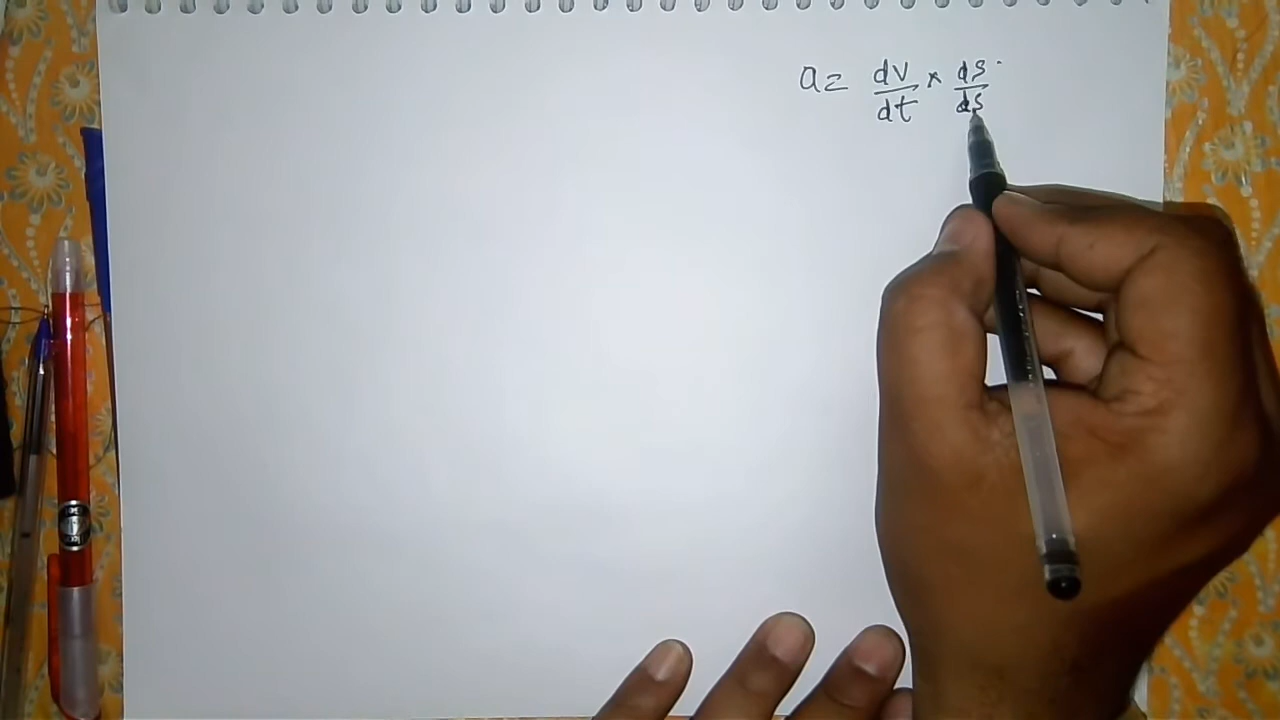 a = dv/dt × ds/ds